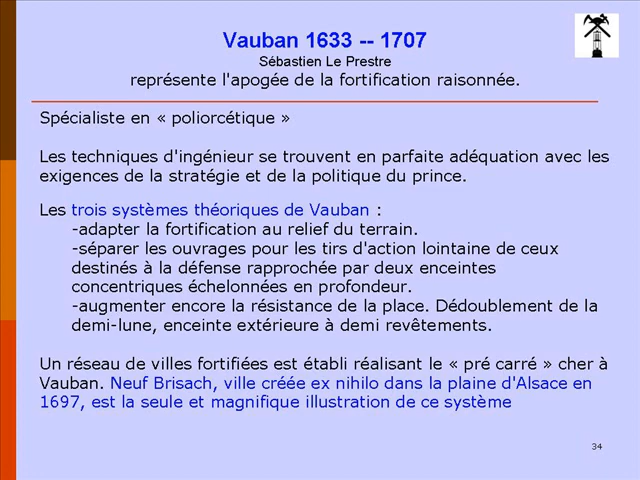 Vauban 1633 -- 1707
Sébastien Le Prestre
représente l'apogée de la fortification raisonnée.
Spécialiste en « poliorcétique »
Les techniques d'ingénieur se trouvent en parfaite adéquation avec les
exigences de la stratégie et de la politique du prince.
Les trois systèmes théoriques de Vauban :
-adapter la fortification au relief du terrain.
-séparer les ouvrages pour les tirs d'action lointaine de ceux
destinés à la défense rapprochée par deux enceintes
concentriques échelonnées en profondeur.
-augmenter encore la résistance de la place. Dédoublement de la
demi-lune, enceinte extérieure à demi revêtements.
Un réseau de villes fortifiées est établi réalisant le « pré carré » cher à
Vauban. Neuf Brisach, ville créée ex nihilo dans la plaine d'Alsace en
1697, est la seule et magnifique illustration de ce système
34